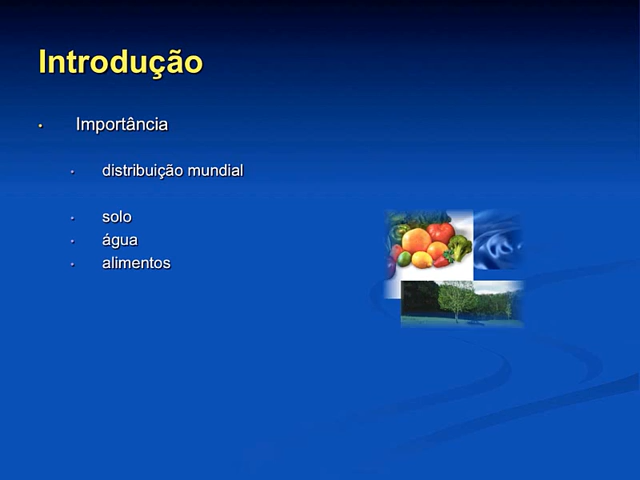 Introdução
• Importância
• distribuição mundial
• solo
• água
• alimentos